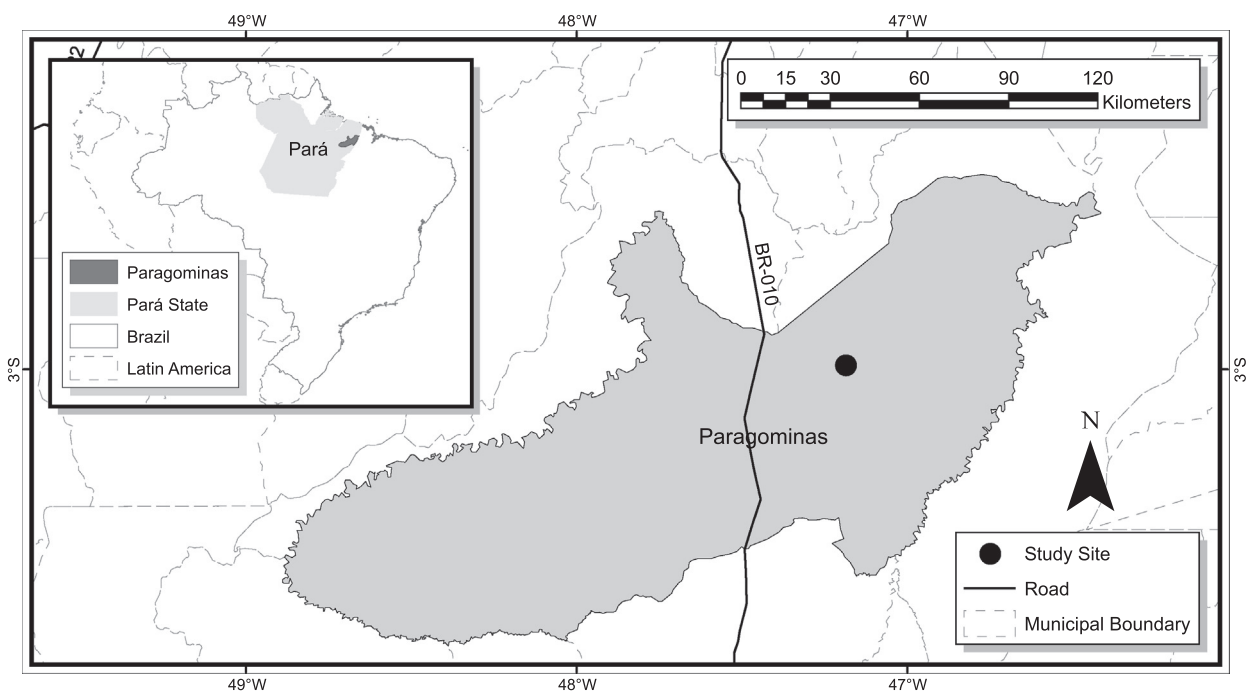 49°W 48°W 47°W
0 15 30 60 90 120
Kilometers
Pará
BR-010
Paragominas
Pará State
Brazil
Latin America
3°S
3°S
Paragominas
N
Study Site
Road
Municipal Boundary
49°W 48°W 47°W